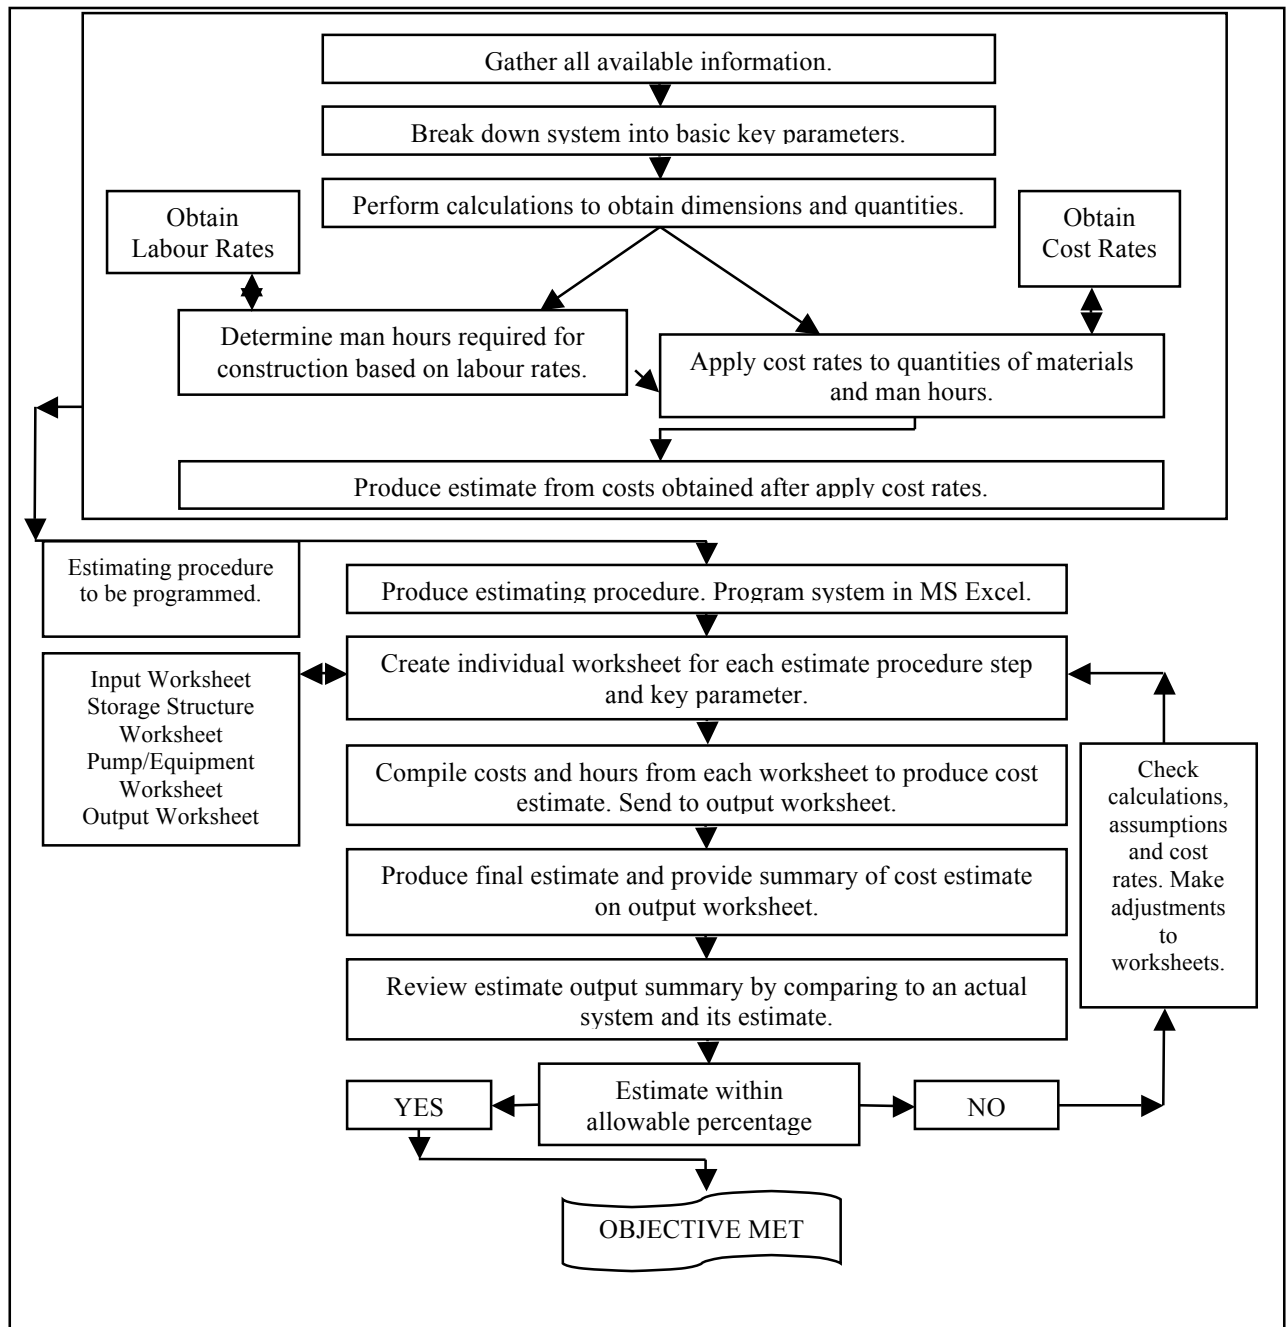 Gather all available information.
Break down system into basic key parameters.
Perform calculations to obtain dimensions and quantities.
Obtain
Labour Rates
Obtain
Cost Rates
Determine man hours required for
construction based on labour rates.
Apply cost rates to quantities of materials
and man hours.
Produce estimate from costs obtained after apply cost rates.
Estimating procedure
to be programmed.
Produce estimating procedure. Program system in MS Excel.
Create individual worksheet for each estimate procedure step
and key parameter.
Input Worksheet
Storage Structure
Worksheet
Pump/Equipment
Worksheet
Output Worksheet
Compile costs and hours from each worksheet to produce cost
estimate. Send to output worksheet.
Check
calculations,
assumptions
and cost
rates. Make
adjustments
to
worksheets.
Produce final estimate and provide summary of cost estimate
on output worksheet.
Review estimate output summary by comparing to an actual
system and its estimate.
YES
Estimate within
allowable percentage
NO
OBJECTIVE MET